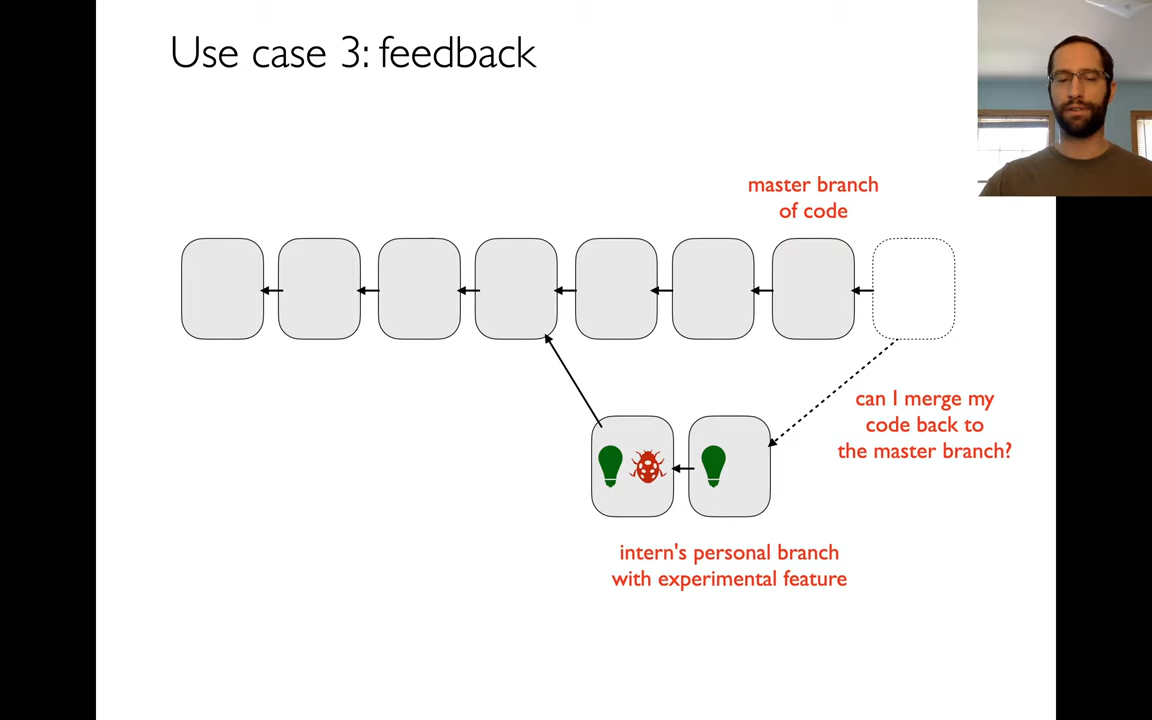 Use case 3: feedback
master branch
of code
can I merge my
code back to
the master branch?
intern's personal branch
with experimental feature